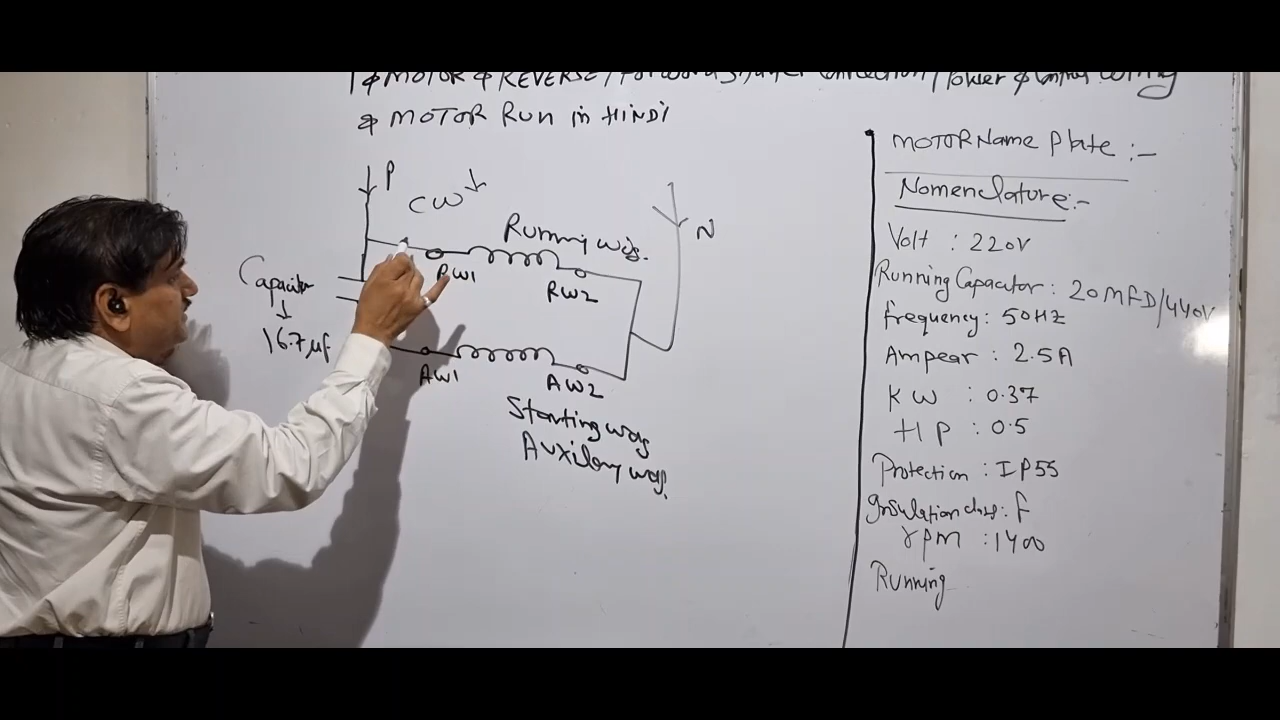 1 ɸ MOTOR ɸ REVERSE/forward starter Connection/Power & Control wiring
& MOTOR RUN in HINDI
P
CW
N
Running wdg.
RW1
RW2
Capacitor
16.7 µf
AW1
AW2
Starting wdg
Auxilary wdg.
MOTOR Name Plate :-
Nomenclature:-
Volt : 220V
Running Capacitor : 20 MFD/440V
frequency: 50HZ
Ampear : 2.5A
KW : 0.37
HP : 0.5
Protection : IP55
Insulation class : F
rpm : 1400
Running